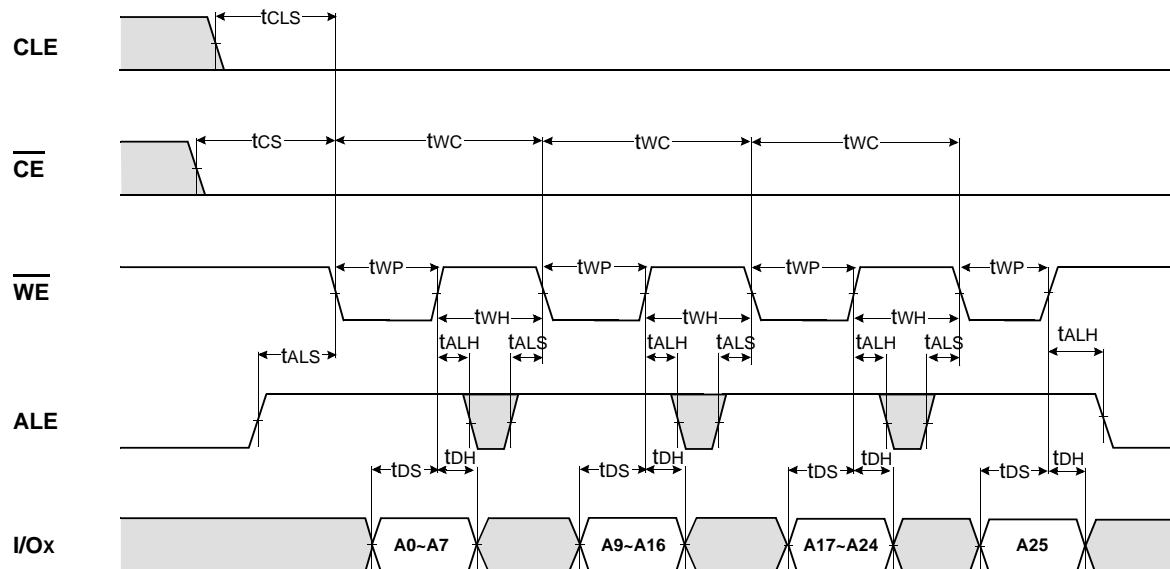 CLE
tCLS
CE
tCS
tWC
tWC
tWC
WE
tWP
tWP
tWP
tWP
tWH
tWH
tWH
tALS
tALH
tALS
tALH
tALS
tALH
tALS
tALH
ALE
tDS
tDH
tDS
tDH
tDS
tDH
tDS
tDH
I/Ox
A0~A7
A9~A16
A17~A24
A25